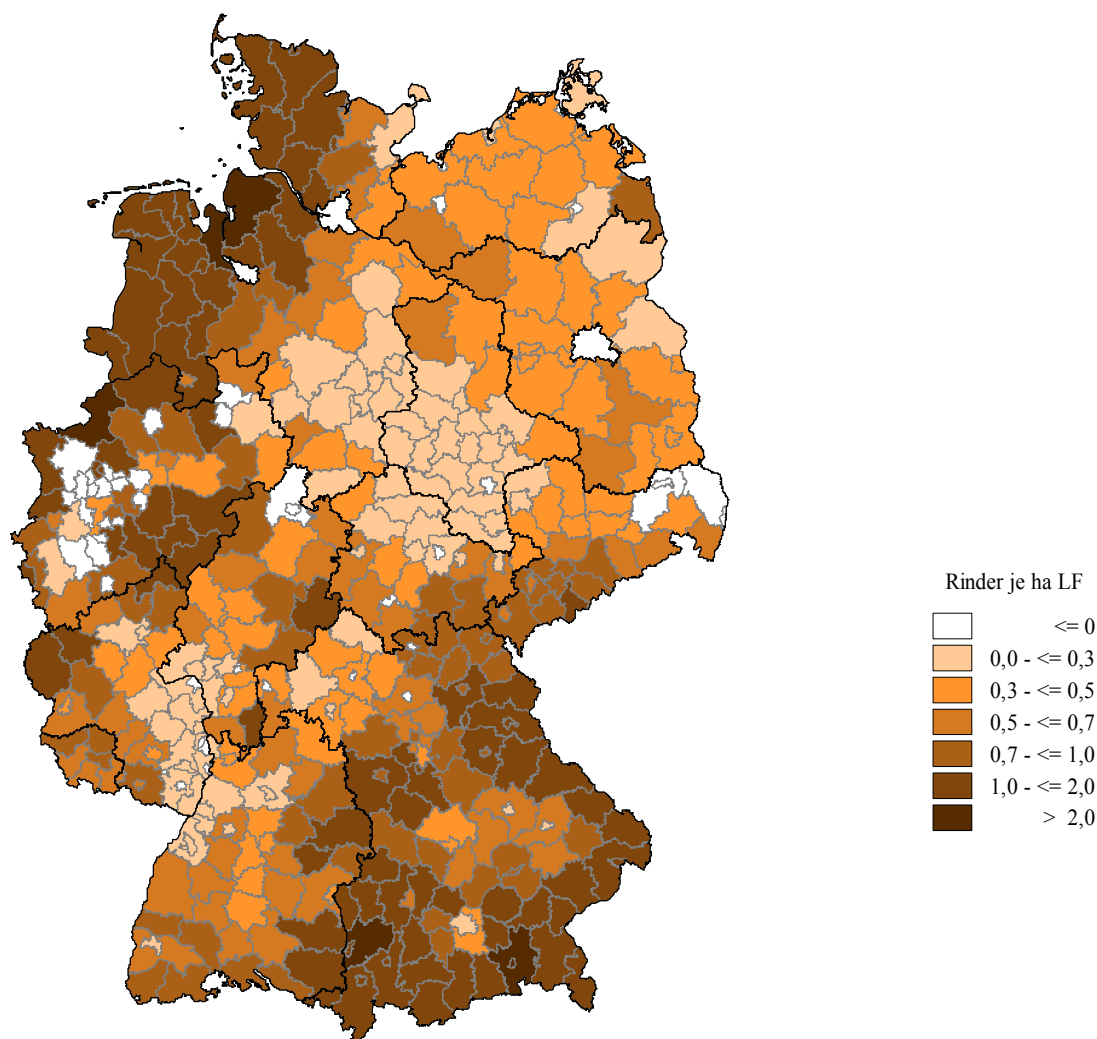 Rinder je ha LF
<= 0
0,0 - <= 0,3
0,3 - <= 0,5
0,5 - <= 0,7
0,7 - <= 1,0
1,0 - <= 2,0
> 2,0